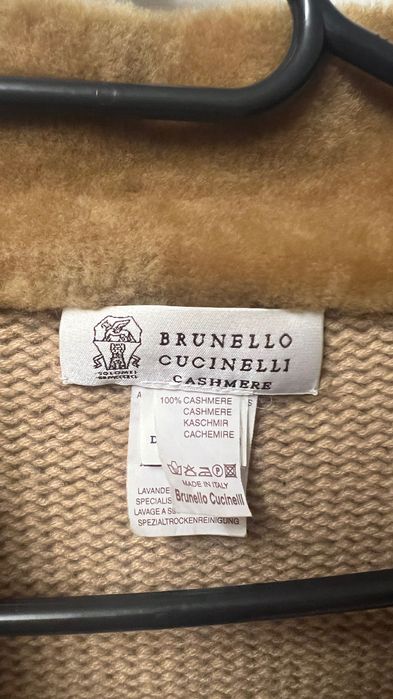 BRUNELLO
CUCINELLI
CASHMERE
100% CASHMERE
CASHMERE
KASCHMIR
CACHEMIRE
MADE IN ITALY
Brunello Cucinelli
LAVANDE
SPECIALIS
LAVAGE A S
SPEZIALTROCKENREINIGUNG